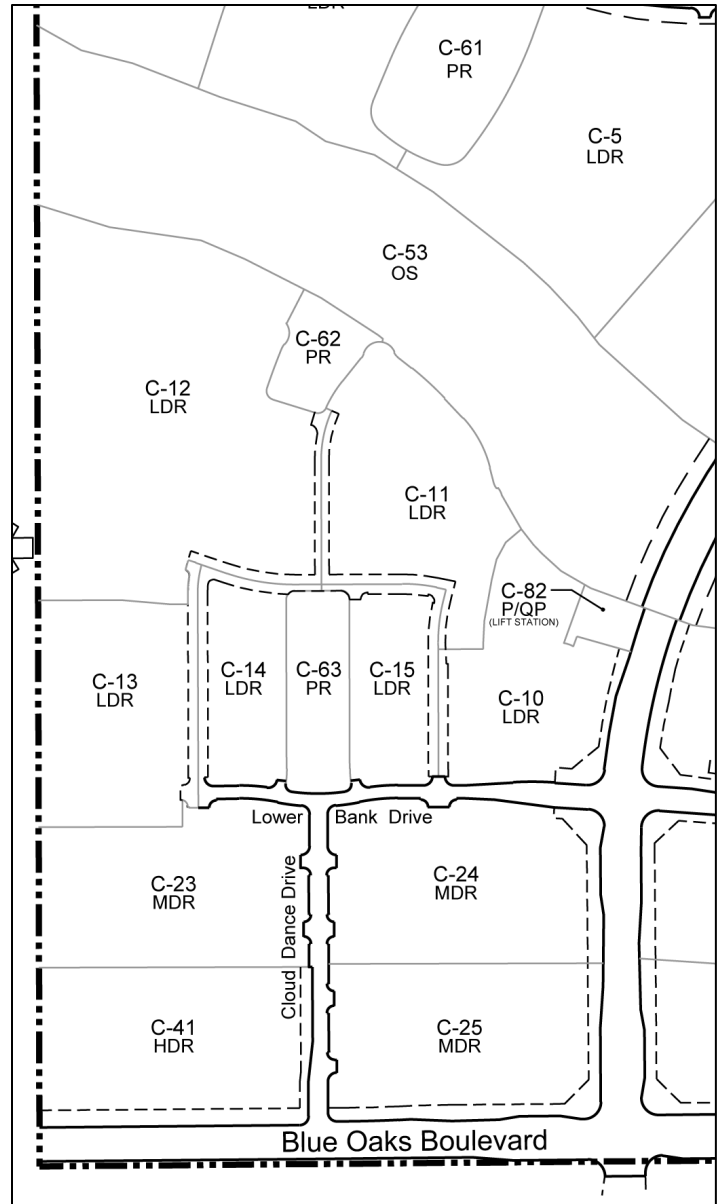 LDR
C-61
PR
C-5
LDR
C-53
OS
C-62
PR
C-12
LDR
C-11
LDR
C-82
P/QP
(LIFT STATION)
C-13
LDR
C-14
LDR
C-63
PR
C-15
LDR
C-10
LDR
Lower Bank Drive
Cloud Dance Drive
C-23
MDR
C-24
MDR
C-41
HDR
C-25
MDR
Blue Oaks Boulevard